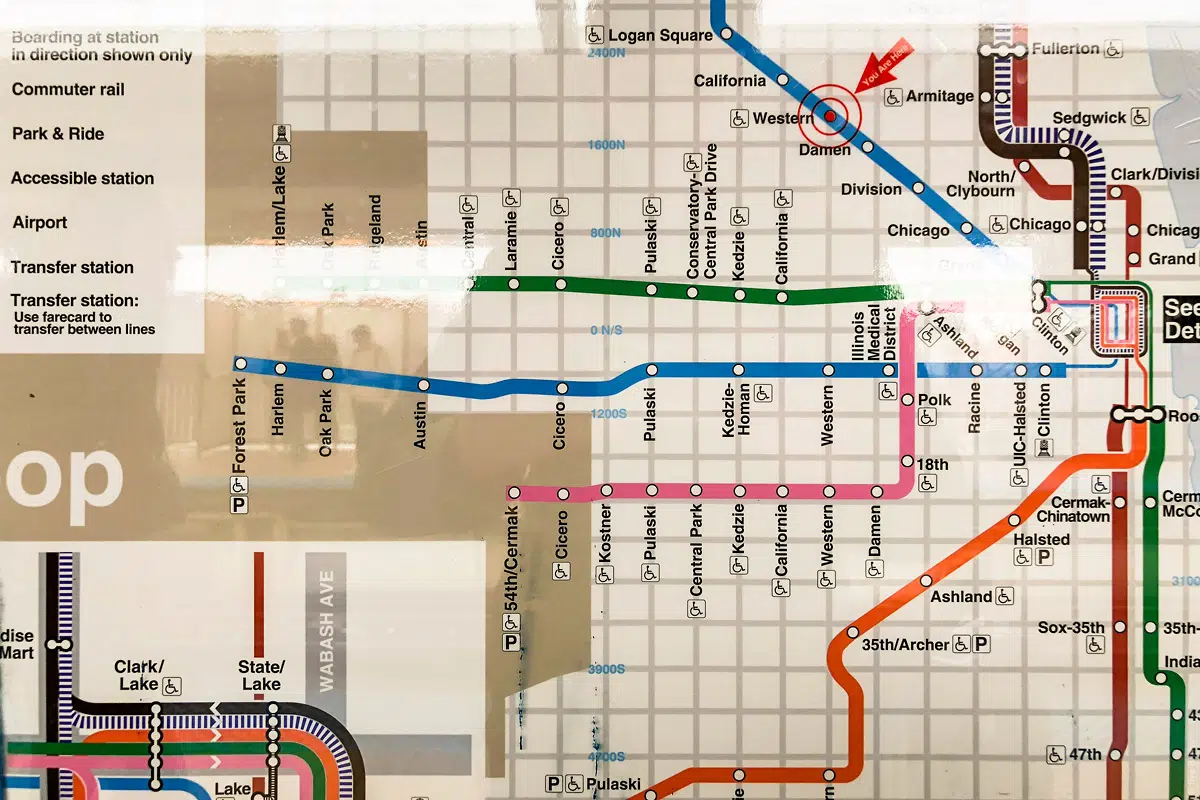 Boarding at station
in direction shown only
Commuter rail
Park & Ride
Accessible station
Airport
Transfer station
Transfer station:
Use farecard to
transfer between lines
Logan Square
2400N
California
You Are Here
Western
Damen
1600N
Division
Chicago
800N
Fullerton
Armitage
Sedgwick
North/
Clybourn
Clark/Divisi
Chicago
Chicag
Grand
Harlem/Lake
Oak Park
Ridgeland
Austin
Central
Laramie
Cicero
Pulaski
Conservatory-
Central Park Drive
Kedzie
California
0 N/S
Illinois
Medical
District
Ashland
Clinton
See
Det
Forest Park
P
Harlem
Oak Park
Austin
Cicero
1200S
Pulaski
Kedzie-
Homan
Western
Polk
Racine
UIC-Halsted
Clinton
Roo
18th
op
54th/Cermak
P
Cicero
Kostner
Pulaski
Central Park
Kedzie
California
Western
Damen
Cermak-
Chinatown
Cerm
McCo
Halsted
P
3100
Ashland
35th/Archer
P
Sox-35th
35th-
India
3900S
43
47th
47
4700S
P
Pulaski
WABASH AVE
dise
Mart
Clark/
Lake
State/
Lake
Lake